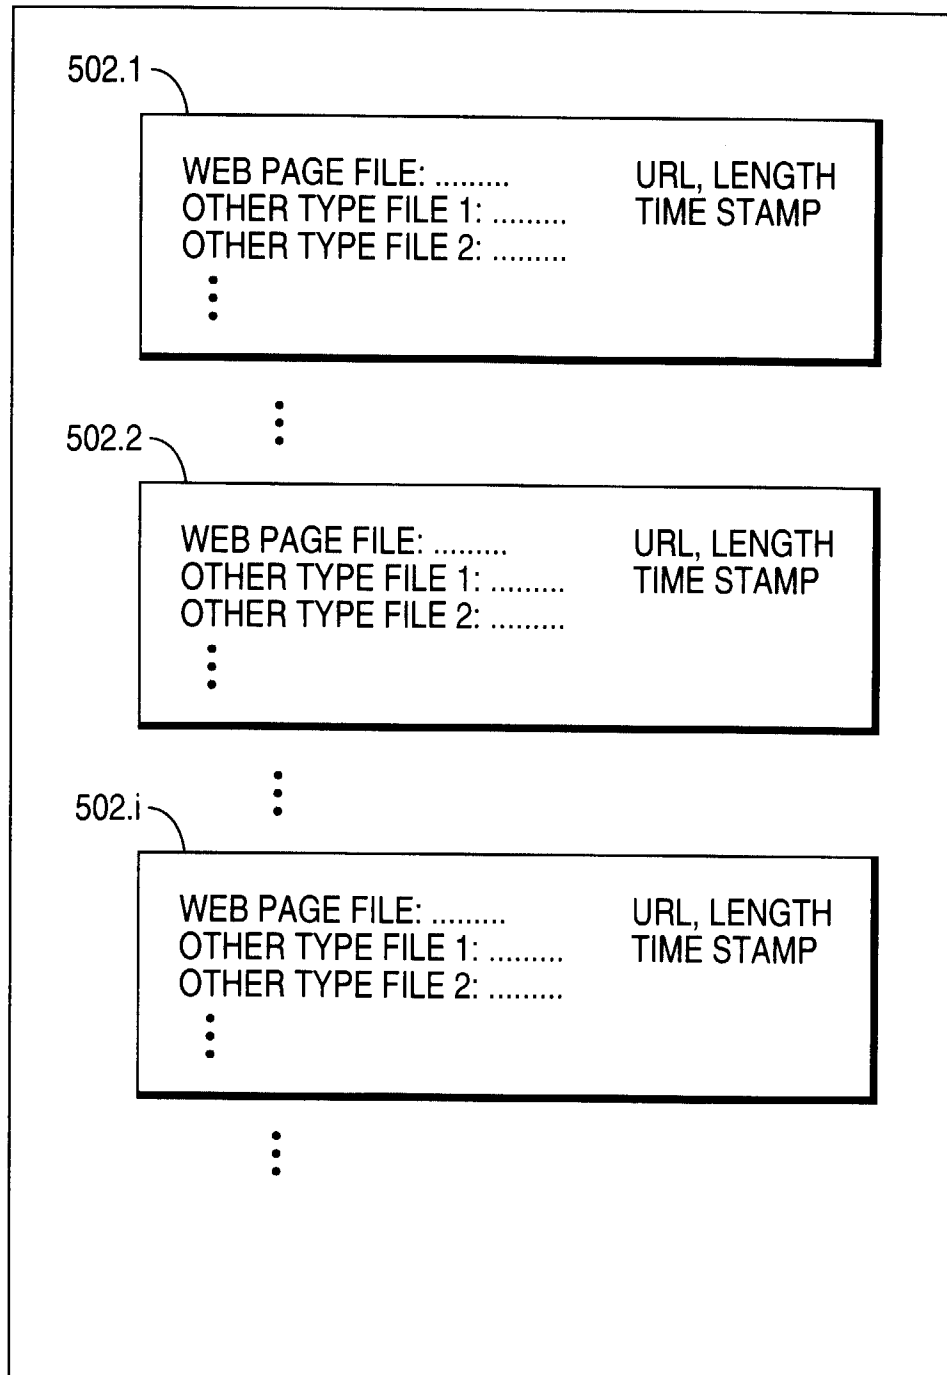 502.1
WEB PAGE FILE: ......... URL, LENGTH
OTHER TYPE FILE 1: ......... TIME STAMP
OTHER TYPE FILE 2: .........
502.2
WEB PAGE FILE: ......... URL, LENGTH
OTHER TYPE FILE 1: ......... TIME STAMP
OTHER TYPE FILE 2: .........
502.i
WEB PAGE FILE: ......... URL, LENGTH
OTHER TYPE FILE 1: ......... TIME STAMP
OTHER TYPE FILE 2: .........